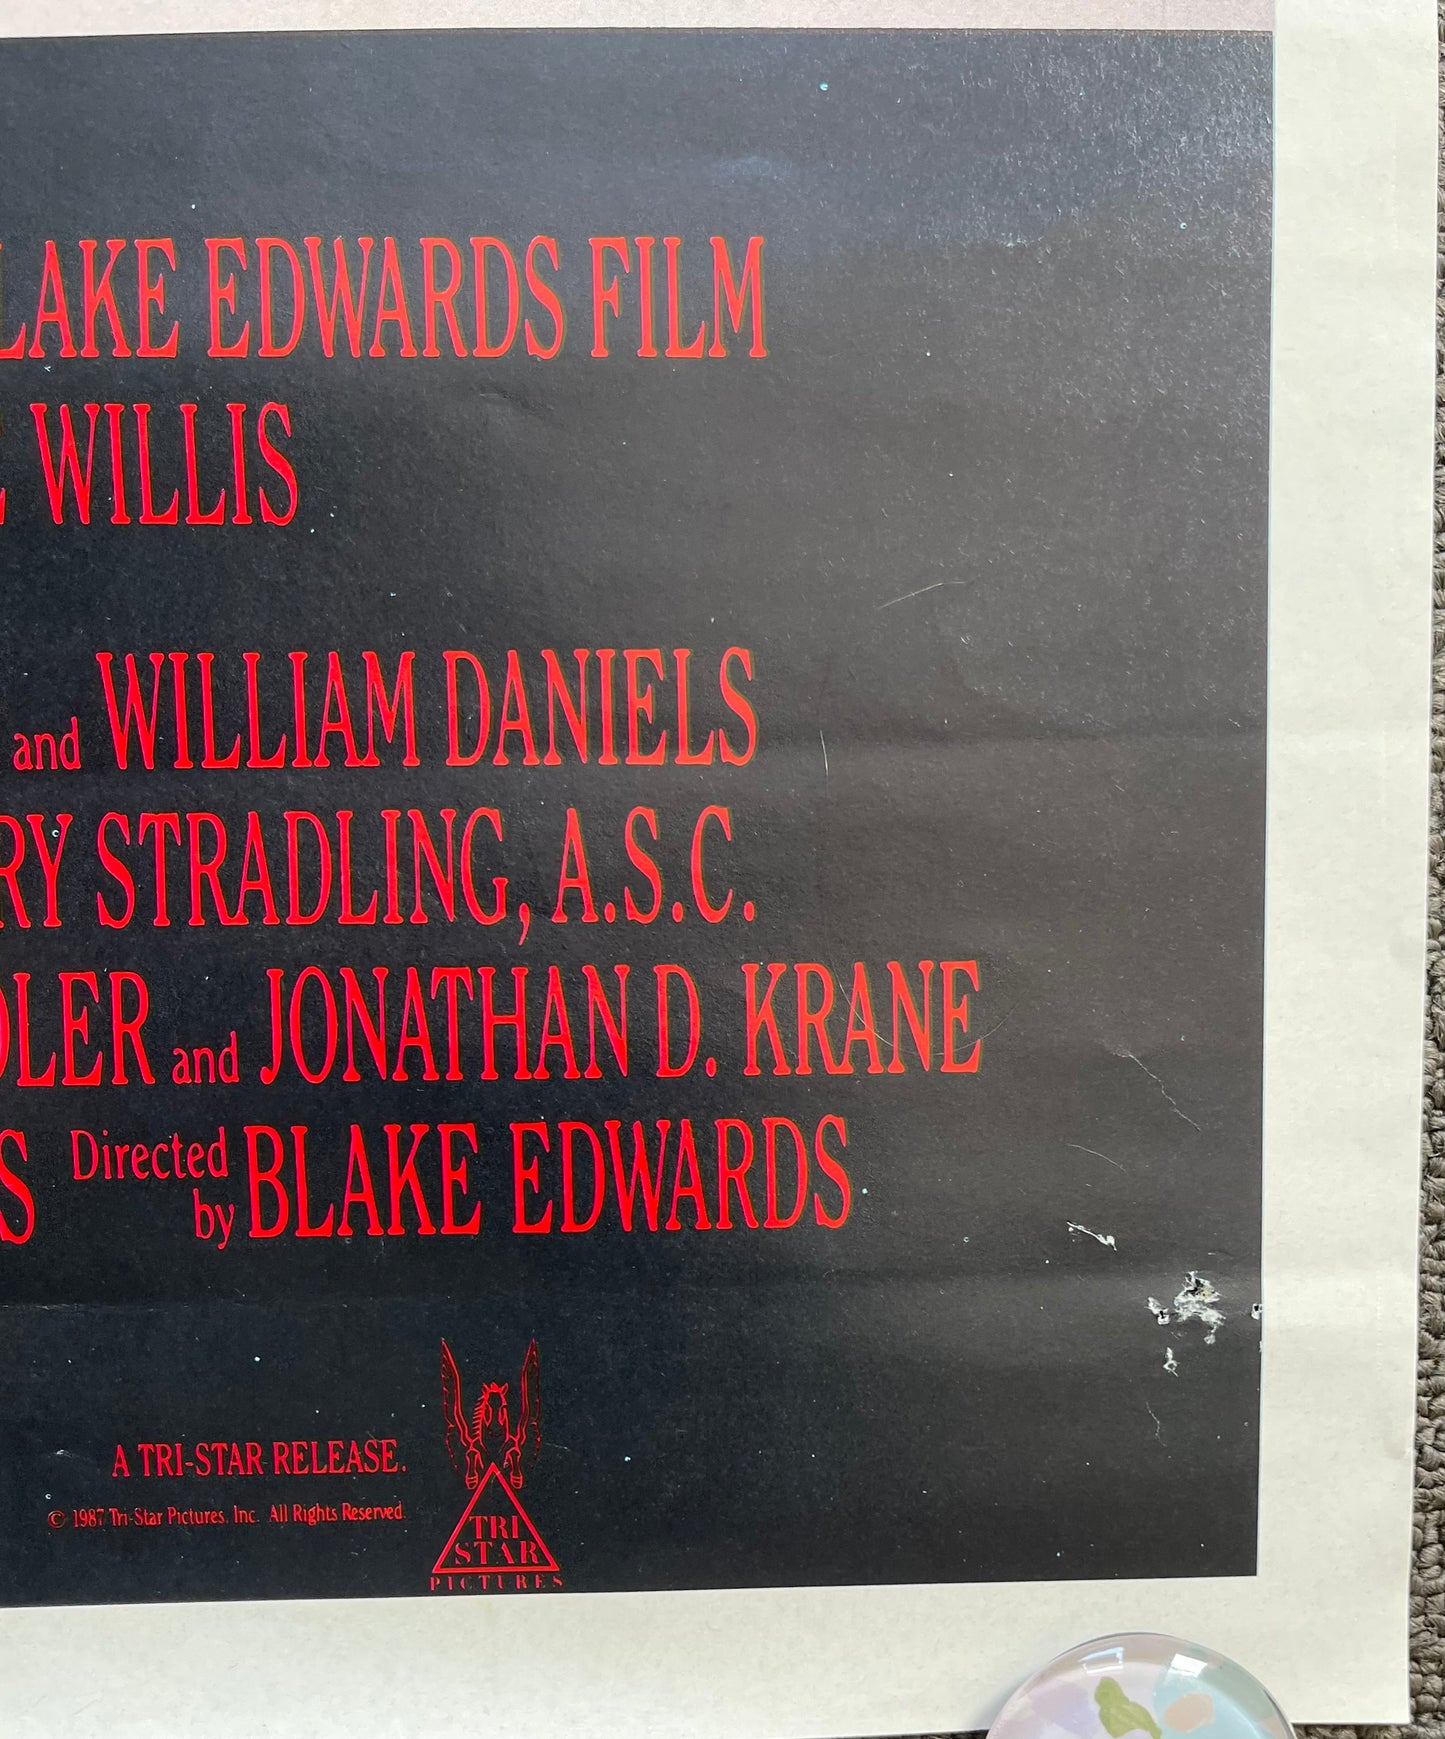 LAKE EDWARDS FILM
WILLIS
and WILLIAM DANIELS
RY STRADLING, A.S.C.
DLER and JONATHAN D. KRANE
S Directed by BLAKE EDWARDS
A TRI-STAR RELEASE.
© 1987 Tri-Star Pictures, Inc. All Rights Reserved.
TRI
STAR
PICTURES